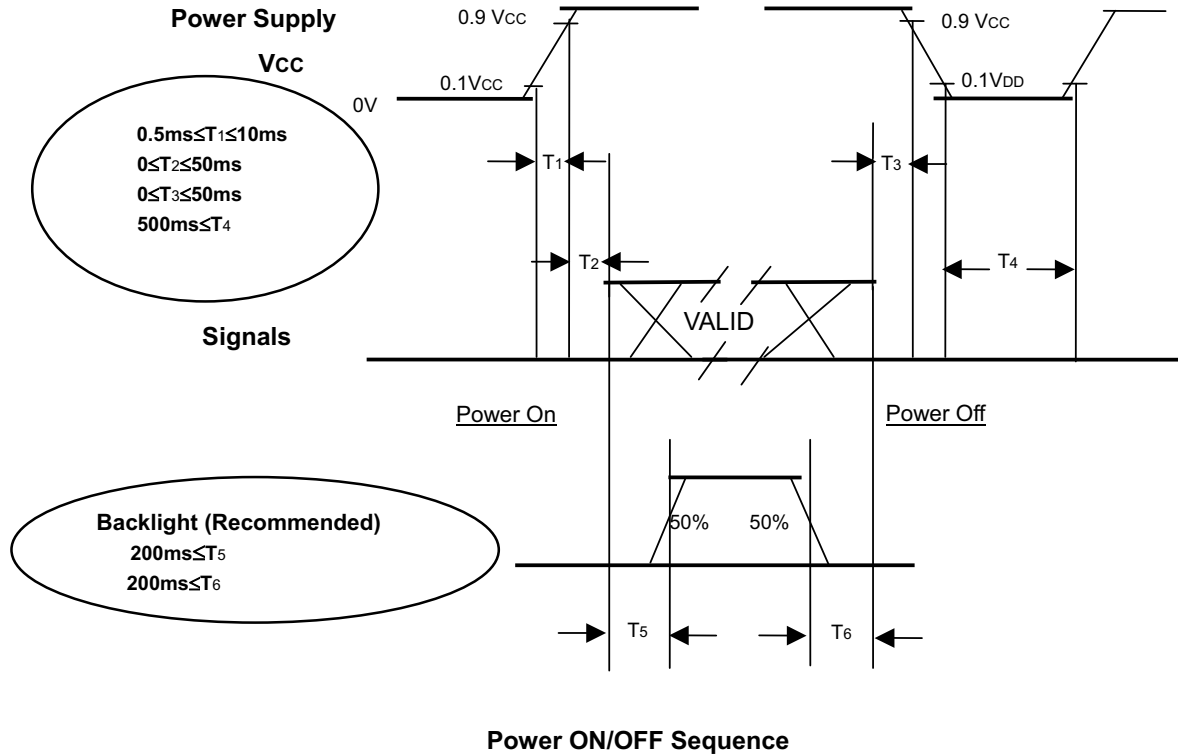 Power Supply
VCC
0.9 VCC
0.9 VCC
0.1VCC
0.1VDD
0V
0.5ms≤T1≤10ms
0≤T2≤50ms
0≤T3≤50ms
500ms≤T4
T1
T3
T2
T4
VALID
Signals
Power On
Power Off
Backlight (Recommended)
200ms≤T5
200ms≤T6
50%
50%
T5
T6
Power ON/OFF Sequence